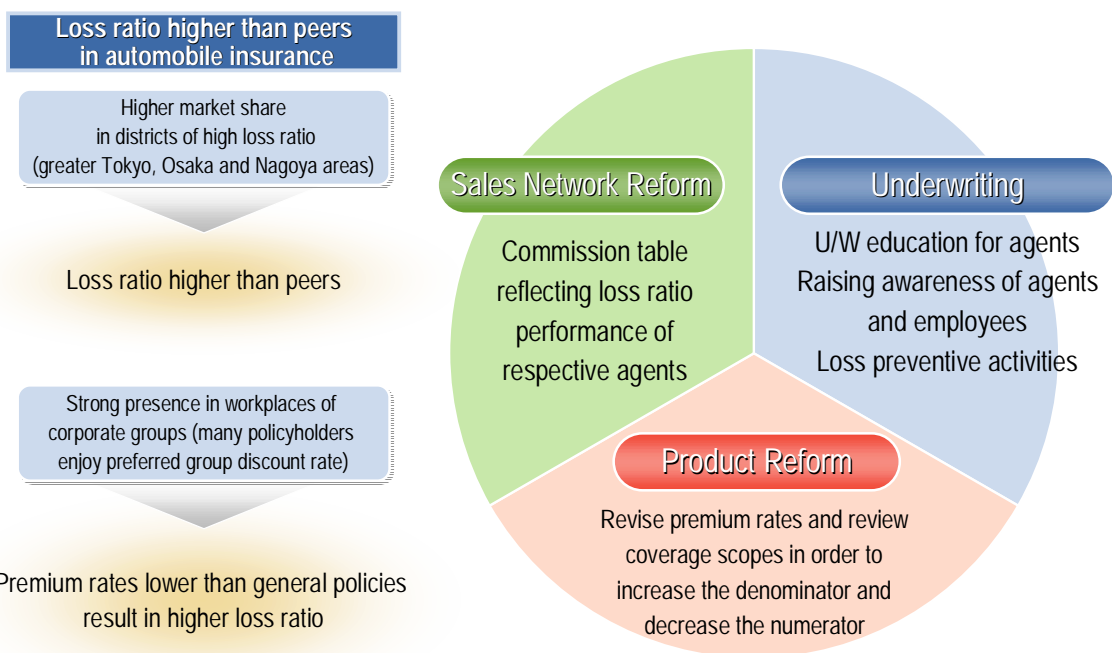 Loss ratio higher than peers
in automobile insurance
Higher market share
in districts of high loss ratio
(greater Tokyo, Osaka and Nagoya areas)
Loss ratio higher than peers
Strong presence in workplaces of
corporate groups (many policyholders
enjoy preferred group discount rate)
Premium rates lower than general policies
result in higher loss ratio
Sales Network Reform
Commission table
reflecting loss ratio
performance of
respective agents
Underwriting
U/W education for agents
Raising awareness of agents
and employees
Loss preventive activities
Product Reform
Revise premium rates and review
coverage scopes in order to
increase the denominator and
decrease the numerator